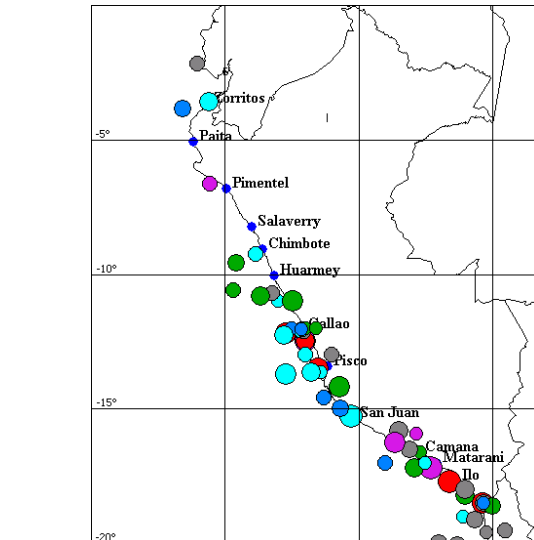 Zorritos
-5°
Paita
Pimentel
Salaverry
Chimbote
-10°
Huarmey
Callao
Pisco
-15°
San Juan
Camana
Matarani
Ilo
-20°